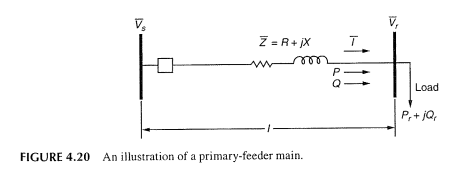 V̅s V̅r
Z̅ = R + jX I̅
P
Q
Load
Pr + jQr
l
FIGURE 4.20 An illustration of a primary-feeder main.